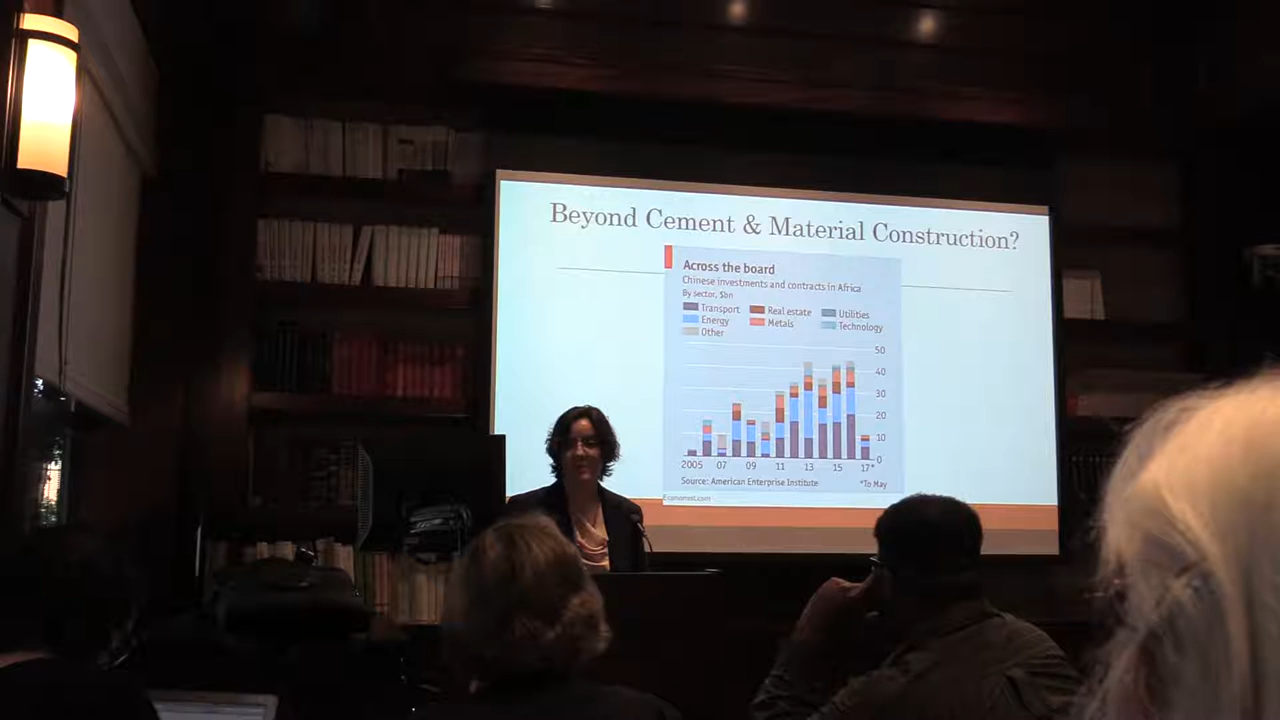 Beyond Cement & Material Construction?
Across the board
Chinese investments and contracts in Africa
By sector, $bn
Transport Real estate Utilities
Energy Metals Technology
Other
50
40
30
20
10
0
2005 07 09 11 13 15 17*
Source: American Enterprise Institute *To May
Economist.com